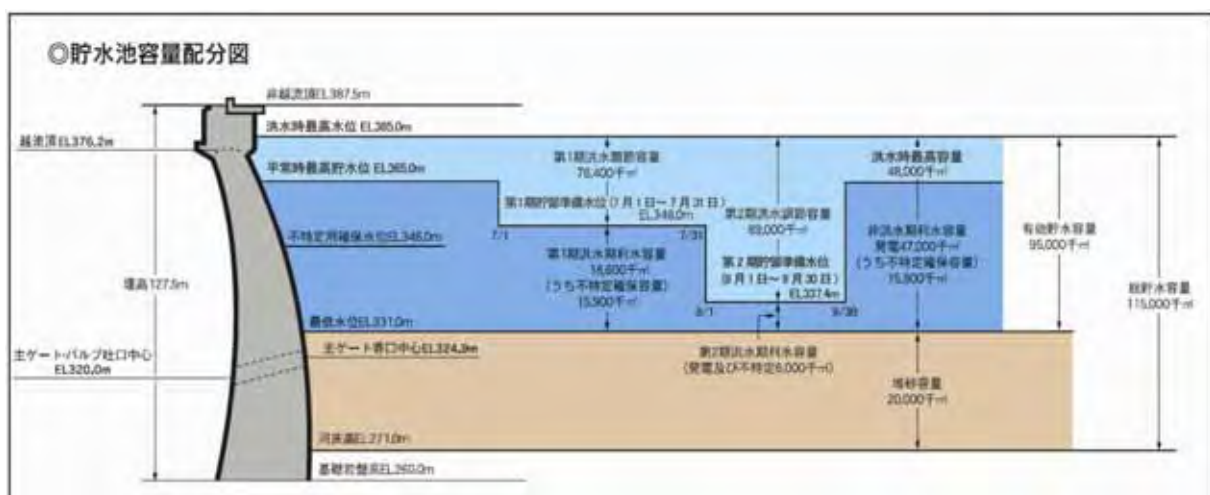 ◎貯水池容量配分図
非越流頂EL387.5m
洪水時最高水位 EL385.0m
越流頂EL376.2m
平常時最高貯水位 EL365.0m
第1期洪水調節容量
76,400千㎥
洪水時最高容量
48,000千㎥
第1期貯留準備水位(7月1日〜7月31日)
EL348.0m
第2期洪水調節容量
89,000千㎥
有効貯水容量
95,000千㎥
不特定用確保水位EL346.0m
7/1
7/31
第1期洪水期利水容量
18,600千㎥
(うち不特定確保容量)
15,900千㎥
非洪水期利水容量
発電47,000千㎥
(うち不特定確保容量)
15,900千㎥
堤高127.5m
第2期貯留準備水位
(8月1日〜9月30日)
EL337.4m
総貯水容量
115,000千㎥
最低水位EL331.0m
8/1
9/30
主ゲート・バルブ吐口中心
EL320.0m
主ゲート呑口中心
第2期洪水期利水容量
(発電及び不特定6,000千㎥)
堆砂容量
20,000千㎥
河床高EL271.0m
基礎岩盤高EL260.0m